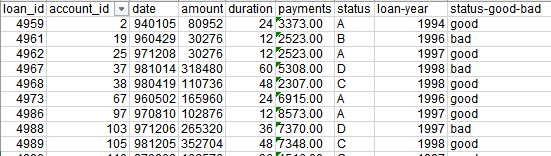 loan_id account_id date amount duration payments status loan-year status-good-bad
4959 2 940105 80952 24 3373.00 A 1994 good
4961 19 960429 30276 12 2523.00 B 1996 bad
4962 25 971208 30276 12 2523.00 A 1997 good
4967 37 981014 318480 60 5308.00 D 1998 bad
4968 38 980419 110736 48 2307.00 C 1998 good
4973 67 960502 165960 24 6915.00 A 1996 good
4986 97 970810 102876 12 8573.00 A 1997 good
4988 103 971206 265320 36 7370.00 D 1997 bad
4989 105 981205 352704 48 7348.00 C 1998 good